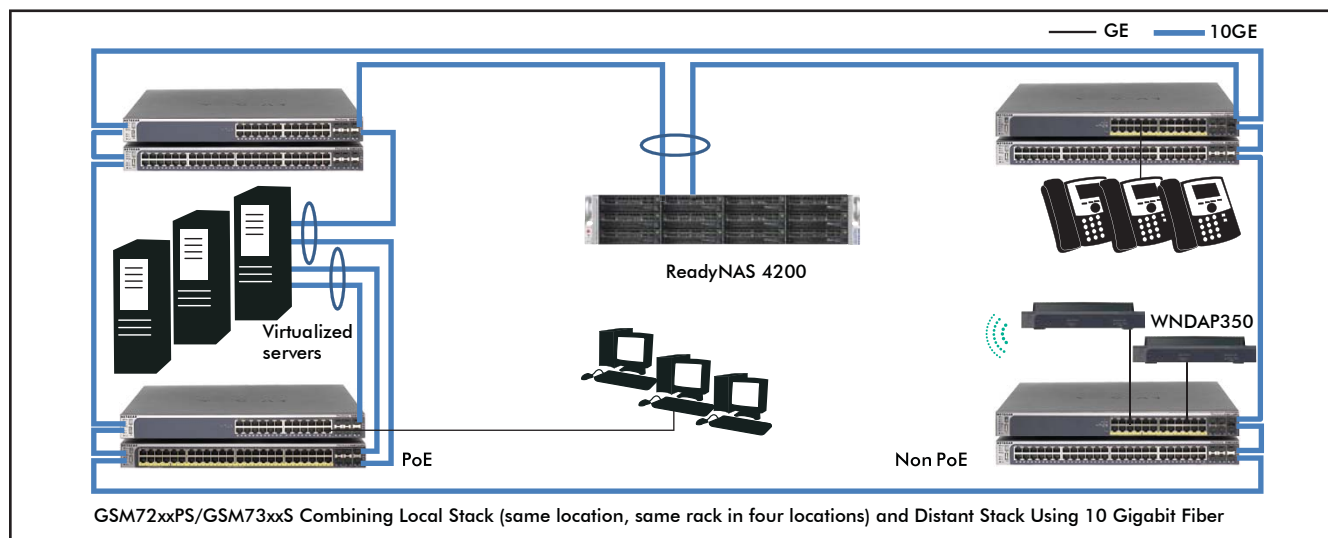 GE 10GE
ReadyNAS 4200
WNDAP350
Virtualized
servers
PoE
Non PoE
GSM72xxPS/GSM73xxS Combining Local Stack (same location, same rack in four locations) and Distant Stack Using 10 Gigabit Fiber